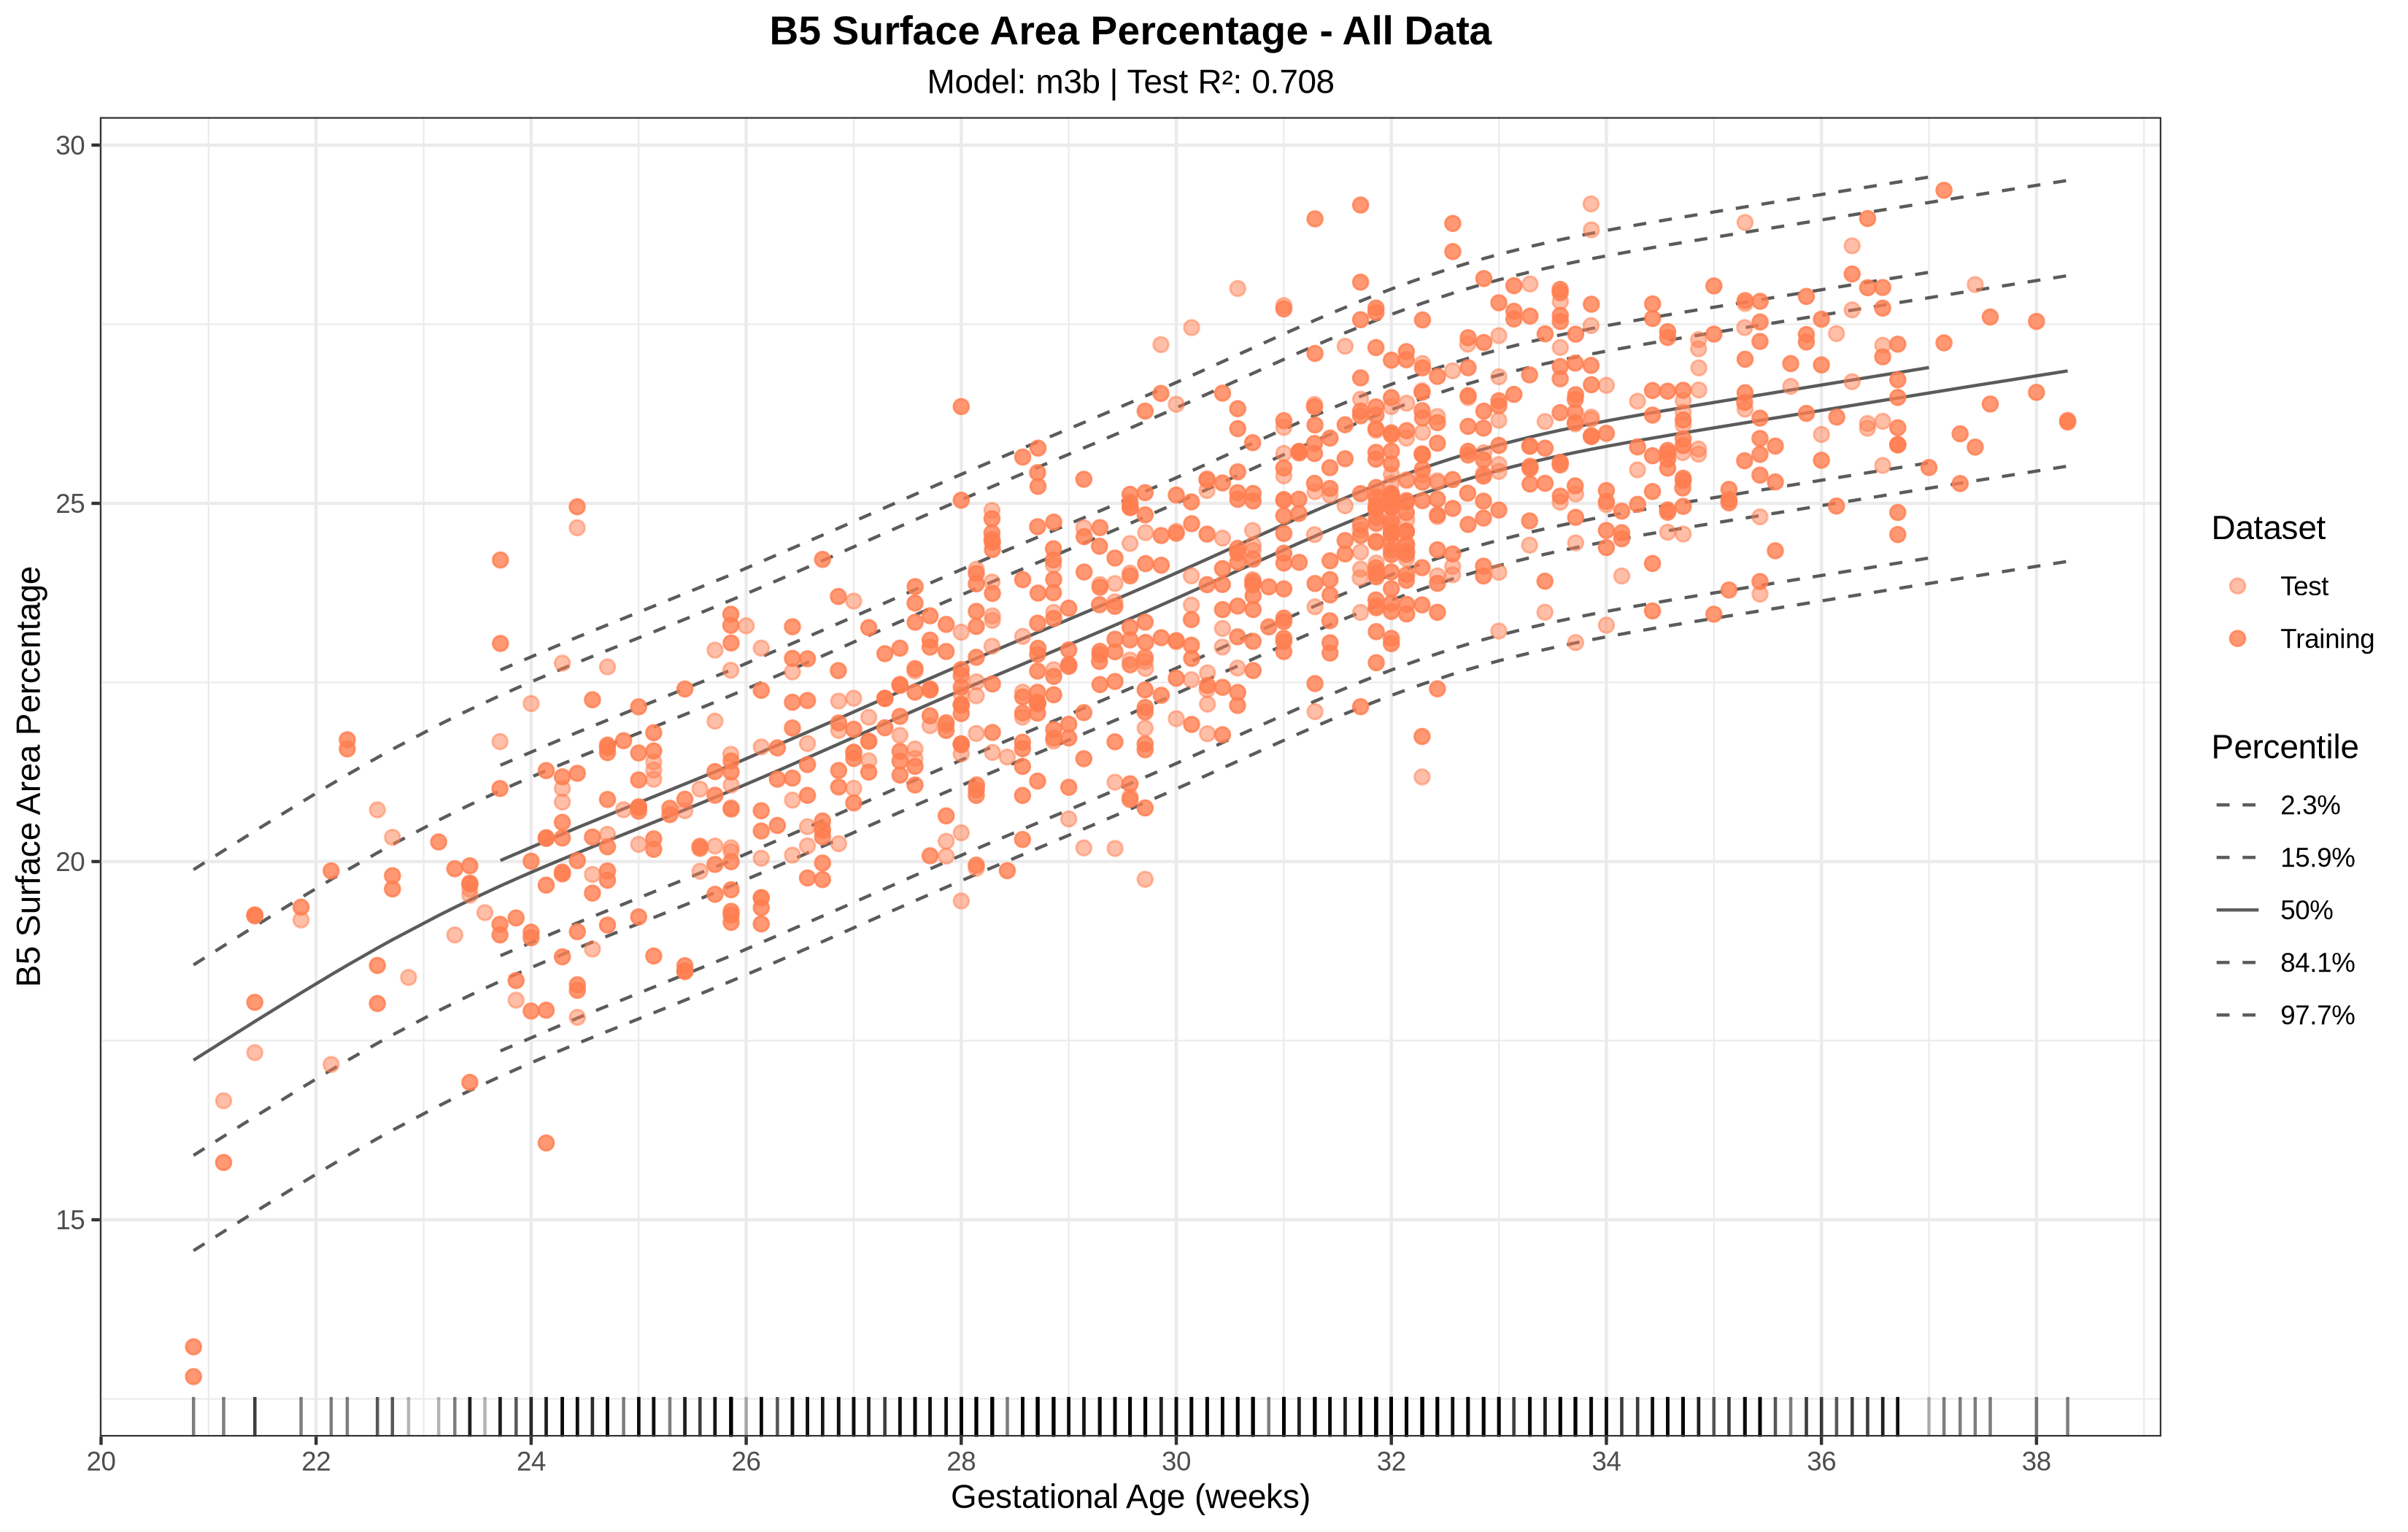 B5 Surface Area Percentage - All Data
Model: m3b | Test R²: 0.708
B5 Surface Area Percentage
30
25
20
15
20 22 24 26 28 30 32 34 36 38
Gestational Age (weeks)
Dataset
Test
Training
Percentile
2.3%
15.9%
50%
84.1%
97.7%